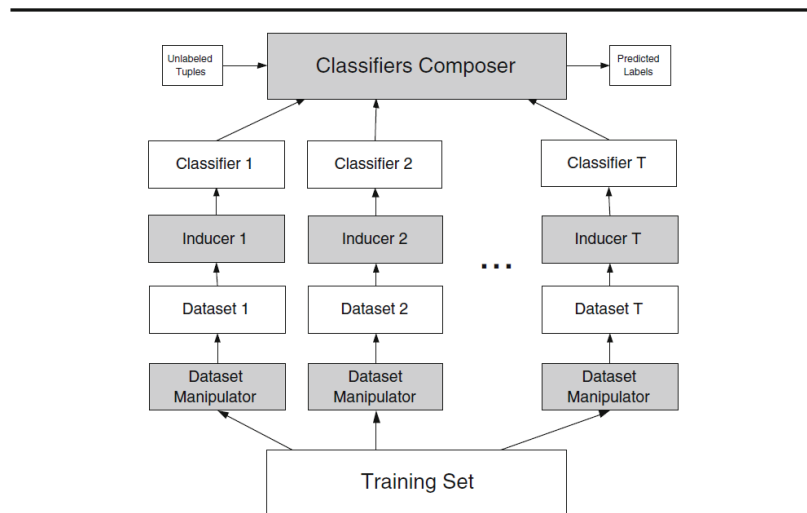 Unlabeled
Tuples
Classifiers Composer
Predicted
Labels
Classifier 1
Classifier 2
Classifier T
Inducer 1
Inducer 2
...
Inducer T
Dataset 1
Dataset 2
Dataset T
Dataset
Manipulator
Dataset
Manipulator
Dataset
Manipulator
Training Set